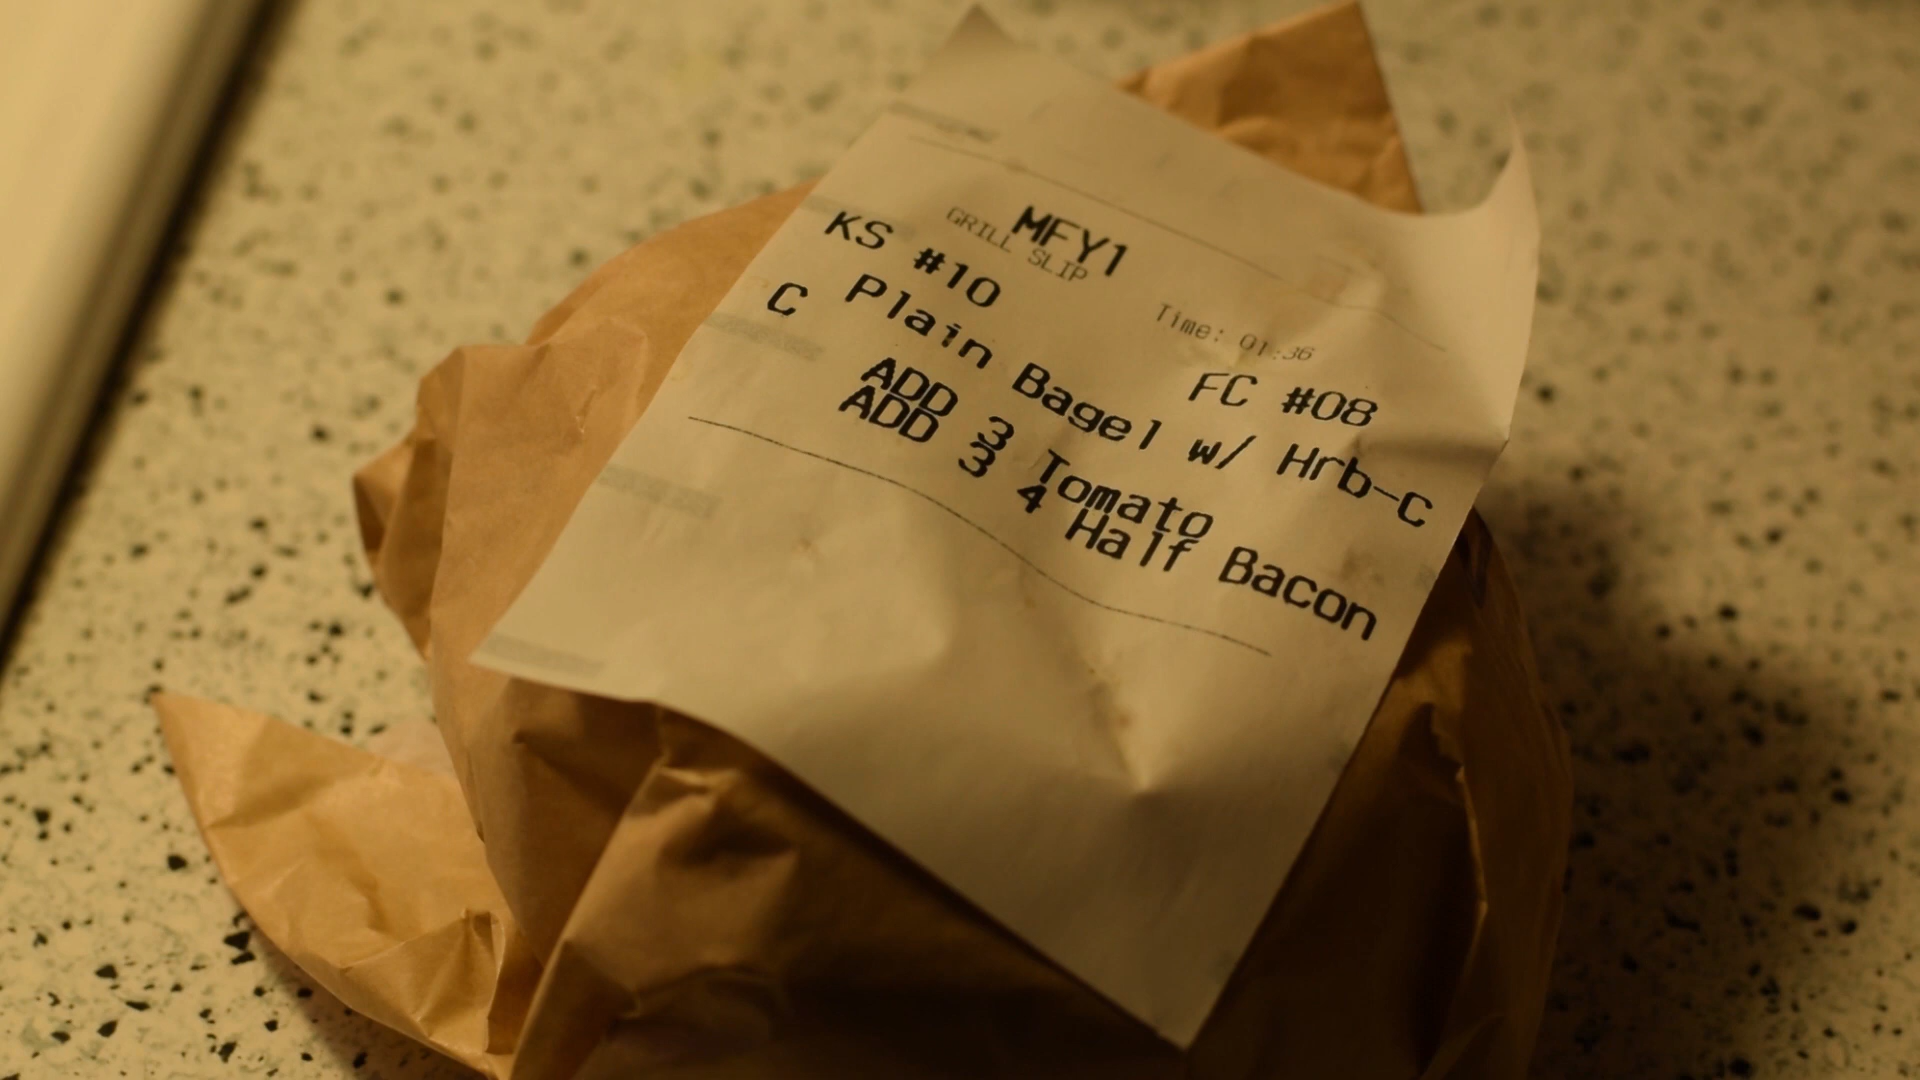 MFY1
GRILL SLIP Time: 01:36
KS #10 FC #08
C Plain Bagel w/ Hrb-C
ADD 3 Tomato
ADD 3 4 Half Bacon